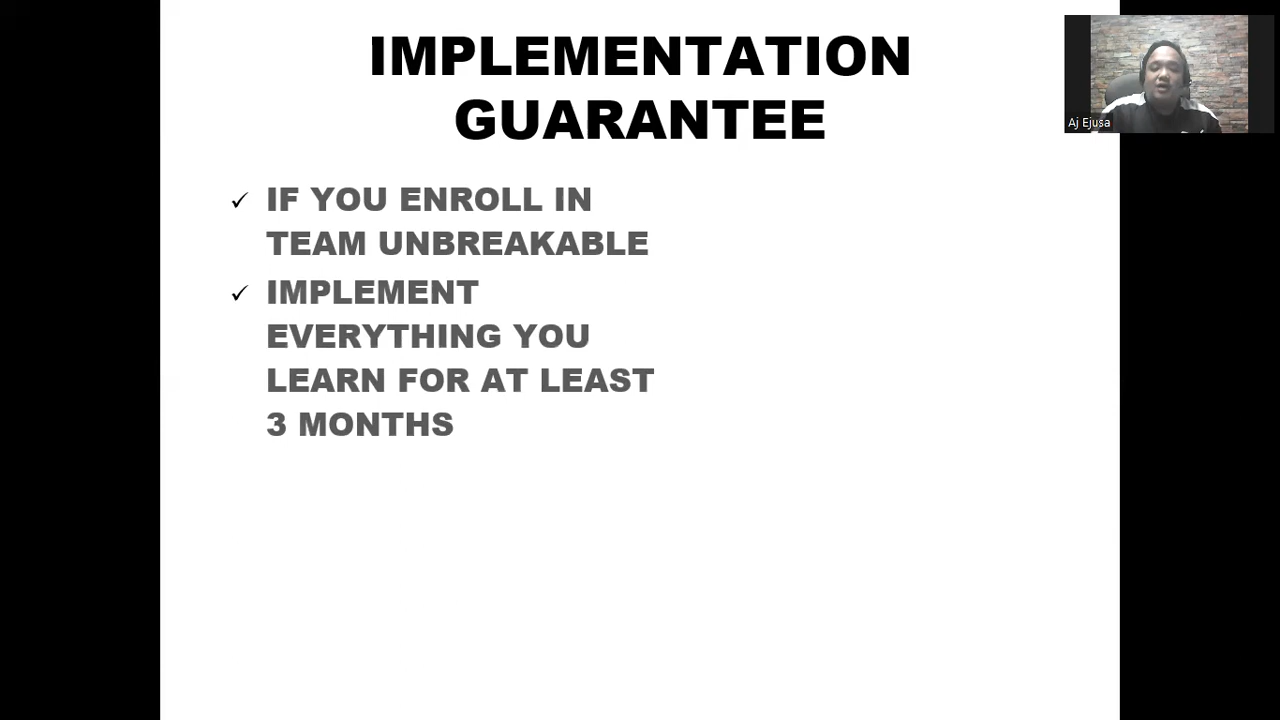 IMPLEMENTATION
GUARANTEE
IF YOU ENROLL IN
TEAM UNBREAKABLE
IMPLEMENT
EVERYTHING YOU
LEARN FOR AT LEAST
3 MONTHS
Aj Ejusa